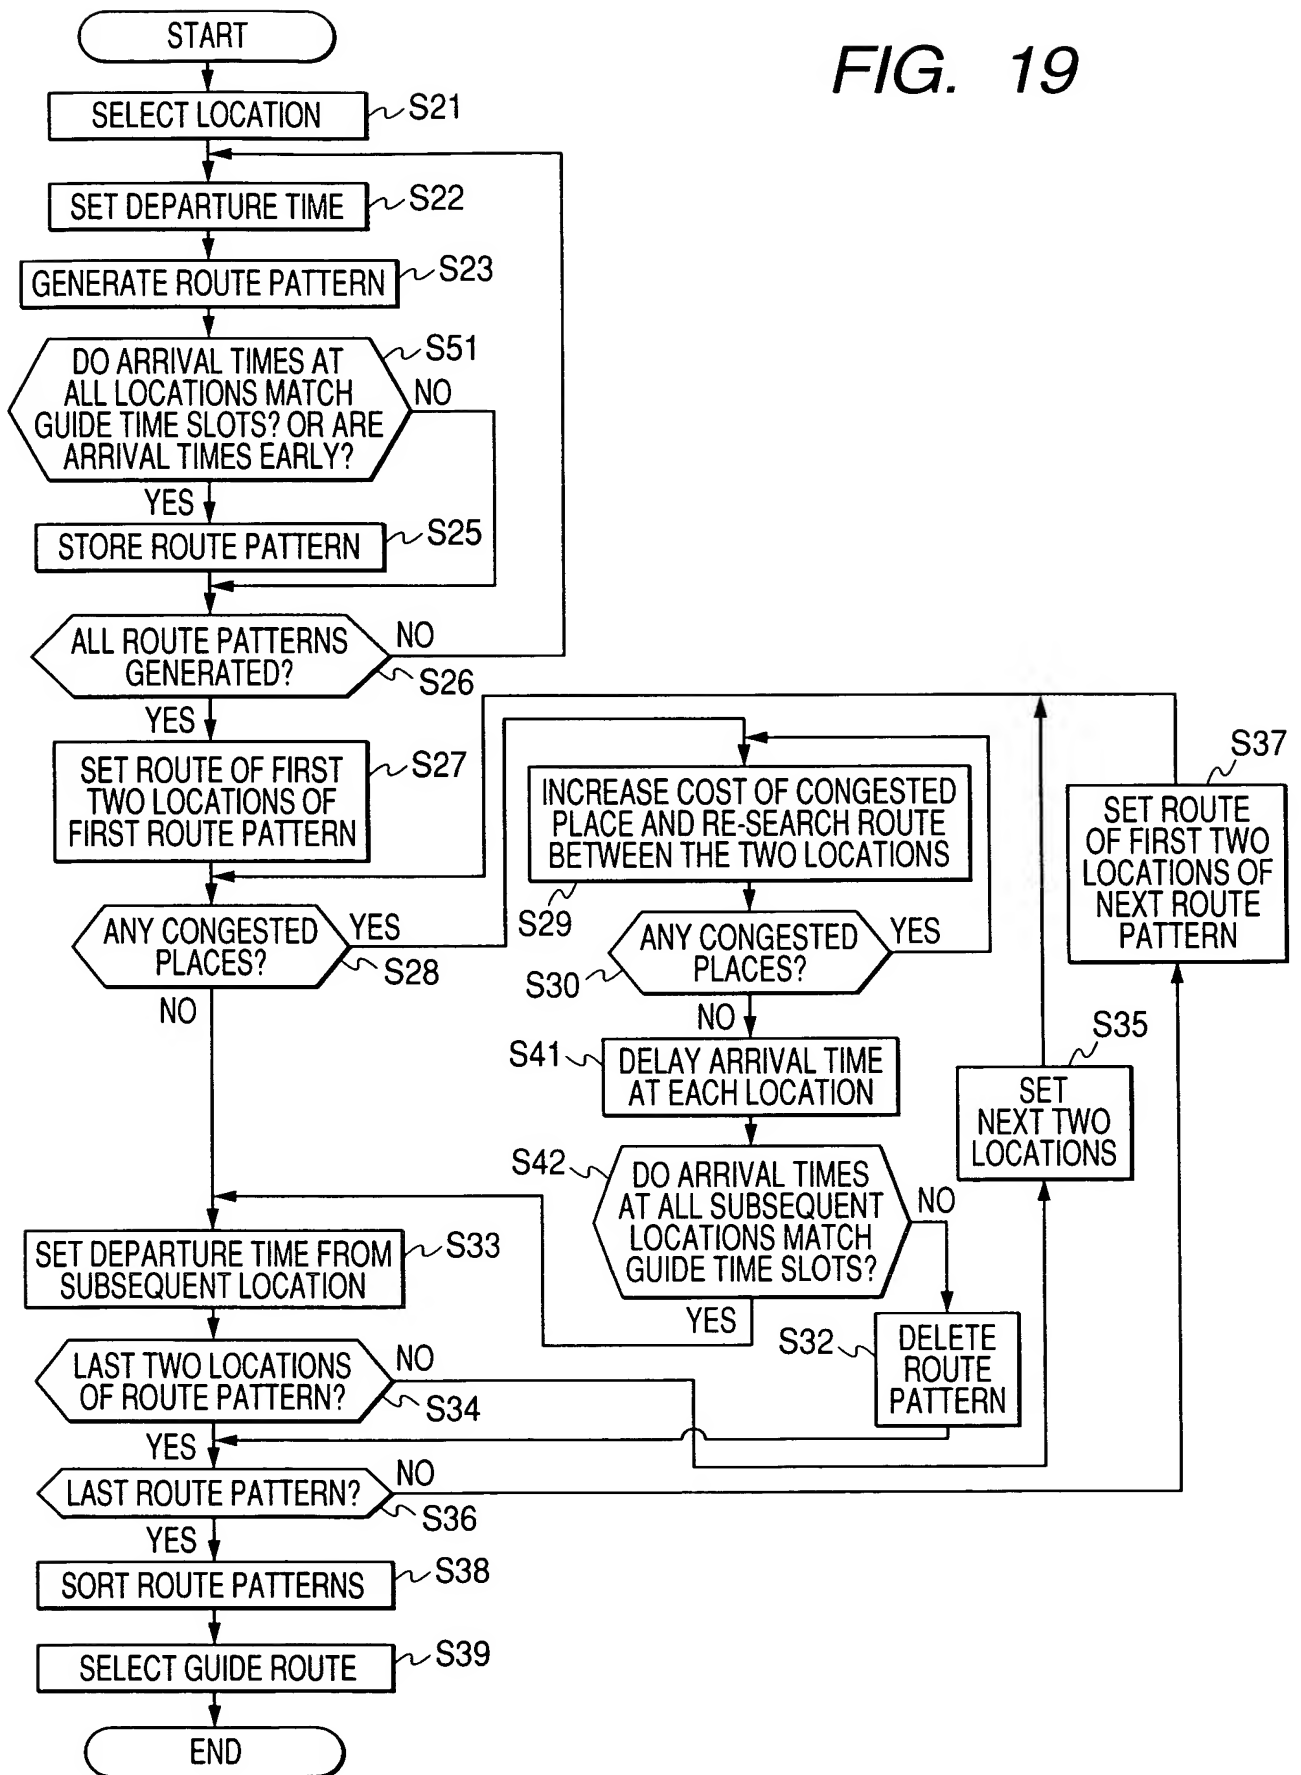 START
FIG. 19
SELECT LOCATION
S21
SET DEPARTURE TIME
S22
GENERATE ROUTE PATTERN
S23
DO ARRIVAL TIMES AT
ALL LOCATIONS MATCH
GUIDE TIME SLOTS? OR ARE
ARRIVAL TIMES EARLY?
S51
NO
YES
STORE ROUTE PATTERN
S25
ALL ROUTE PATTERNS
GENERATED?
NO
S26
YES
SET ROUTE OF FIRST
TWO LOCATIONS OF
FIRST ROUTE PATTERN
S27
ANY CONGESTED
PLACES?
YES
S28
NO
INCREASE COST OF CONGESTED
PLACE AND RE-SEARCH ROUTE
BETWEEN THE TWO LOCATIONS
S29
ANY CONGESTED
PLACES?
YES
S30
NO
S41
DELAY ARRIVAL TIME
AT EACH LOCATION
S42
DO ARRIVAL TIMES
AT ALL SUBSEQUENT
LOCATIONS MATCH
GUIDE TIME SLOTS?
NO
YES
S32
DELETE
ROUTE
PATTERN
S35
SET
NEXT TWO
LOCATIONS
S37
SET ROUTE
OF FIRST TWO
LOCATIONS OF
NEXT ROUTE
PATTERN
SET DEPARTURE TIME FROM
SUBSEQUENT LOCATION
S33
LAST TWO LOCATIONS
OF ROUTE PATTERN?
NO
S34
YES
LAST ROUTE PATTERN?
NO
S36
YES
SORT ROUTE PATTERNS
S38
SELECT GUIDE ROUTE
S39
END